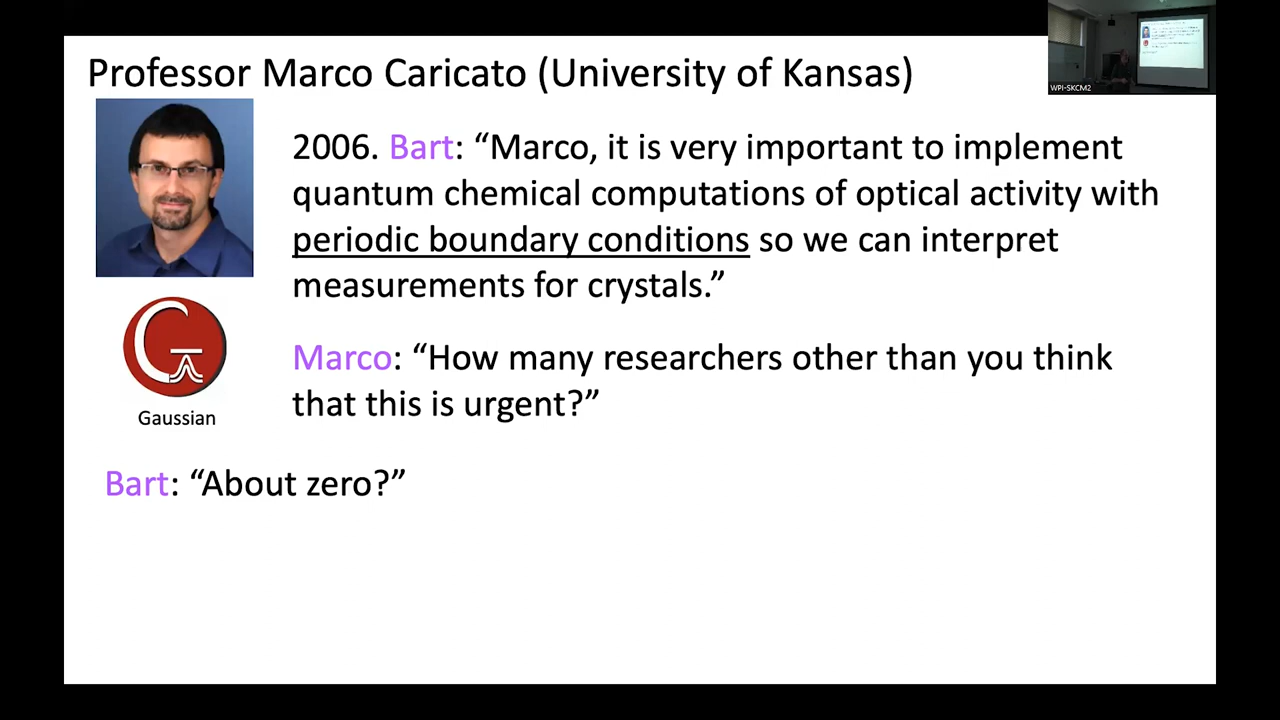 Professor Marco Caricato (University of Kansas)
WPI-SKCM2
2006. Bart: “Marco, it is very important to implement
quantum chemical computations of optical activity with
periodic boundary conditions so we can interpret
measurements for crystals.”
Gaussian
Marco: “How many researchers other than you think
that this is urgent?”
Bart: “About zero?”